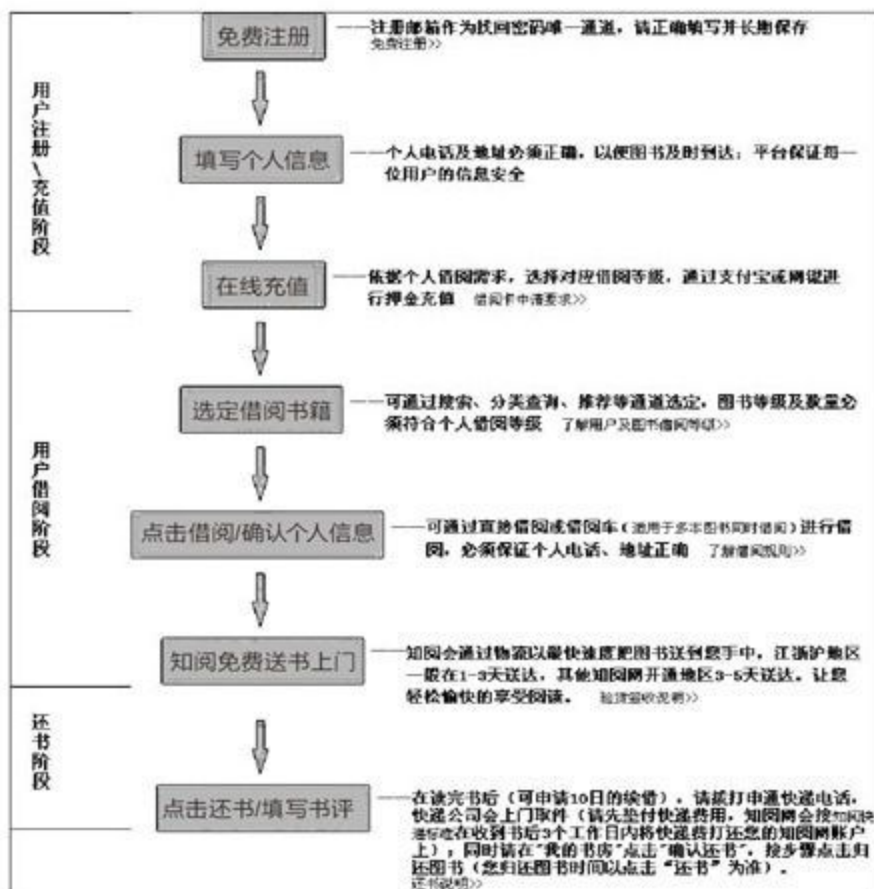 免费注册
注册邮箱作为找回密码唯一通道，请正确填写并长期保存
免费注册>>
用户注册\充值阶段
填写个人信息
个人电话及地址必须正确，以便图书及时到达；平台保证每一
位用户的信息安全
在线充值
依据个人借阅需求，选择对应借阅等级，通过支付宝或网银进
行押金充值 借阅卡申请要求>>
用户借阅阶段
选定借阅书籍
可通过搜索、分类查询、推荐等通道选定，图书等级及数量必
须符合个人借阅等级 了解用户及图书借阅等级>>
点击借阅/确认个人信息
可通过直接借阅或借阅车（适用于多本图书同时借阅）进行借
阅，必须保证个人电话、地址正确 了解借阅规则>>
知阅免费送书上门
知阅会通过物流以最快速度把图书送到您手中，江浙沪地区
一般在1-3天送达，其他知阅网开通地区3-5天送达。让您
轻松愉快的享受阅读。 验货签收说明>>
还书阶段
点击还书/填写书评
在读完书后（可申请10日的续借），请拨打申通快递电话，
快递公司会上门取件（请先垫付快递费用，知阅网会按知阅快
递标准在收到书后3个工作日内将快递费打还您的知阅网账户
上）；同时请在"我的书房"点击"确认还书"，按步骤点击归
还图书（您归还图书时间以点击“还书”为准）。
还书说明>>